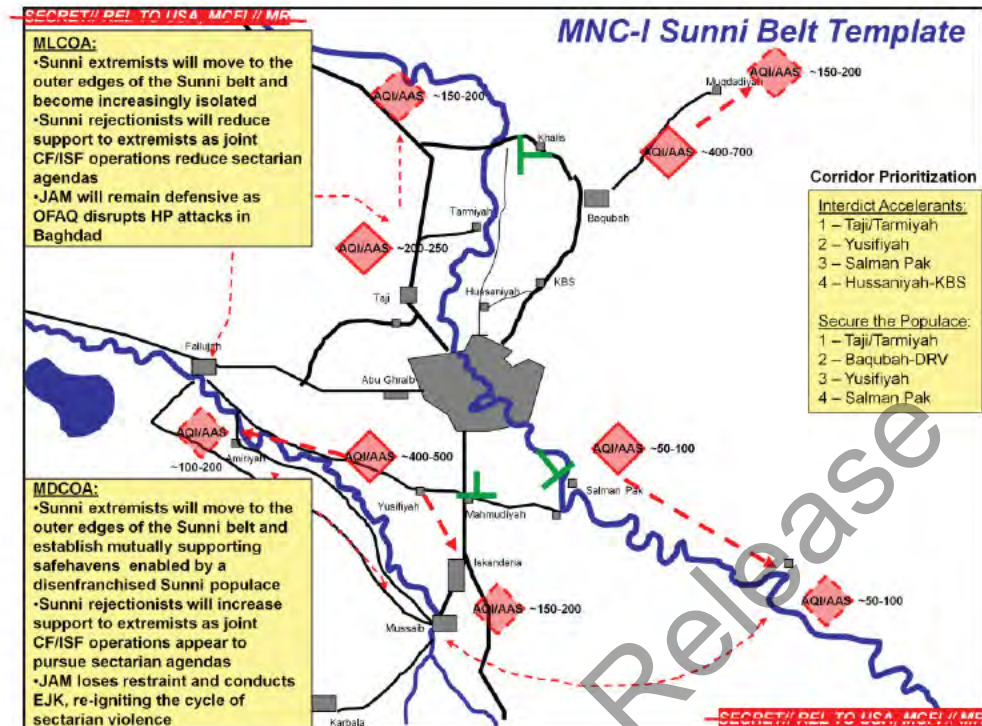 SECRET// REL TO USA, MCFI // MR
MNC-I Sunni Belt Template
MLCOA:
•Sunni extremists will move to the
outer edges of the Sunni belt and
become increasingly isolated
•Sunni rejectionists will reduce
support to extremists as joint
CF/ISF operations reduce sectarian
agendas
•JAM will remain defensive as
OFAQ disrupts HP attacks in
Baghdad
AQI/AAS ~150-200
Muqdadiyah
AQI/AAS ~150-200
Khalis
AQI/AAS ~400-700
Corridor Prioritization
Interdict Accelerants:
1 – Taji/Tarmiyah
2 – Yusifiyah
3 – Salman Pak
4 – Hussaniyah-KBS
Secure the Populace:
1 – Taji/Tarmiyah
2 – Baqubah-DRV
3 – Yusifiyah
4 – Salman Pak
Tarmiyah
Baqubah
AQI/AAS ~200-250
KBS
Hussaniyah
Taji
Fallujah
Abu Ghraib
AQI/AAS
~100-200
Amiriyah
AQI/AAS ~400-500
AQI/AAS ~50-100
Salman Pak
Yusifiyah
Mahmudiyah
MDCOA:
•Sunni extremists will move to the
outer edges of the Sunni belt and
establish mutually supporting
safehavens enabled by a
disenfranchised Sunni populace
•Sunni rejectionists will increase
support to extremists as joint
CF/ISF operations appear to
pursue sectarian agendas
•JAM loses restraint and conducts
EJK, re-igniting the cycle of
sectarian violence
Iskandaria
AQI/AAS ~150-200
AQI/AAS ~50-100
Mussaib
Karbala
Release
SECRET// REL TO USA, MCFI // MR